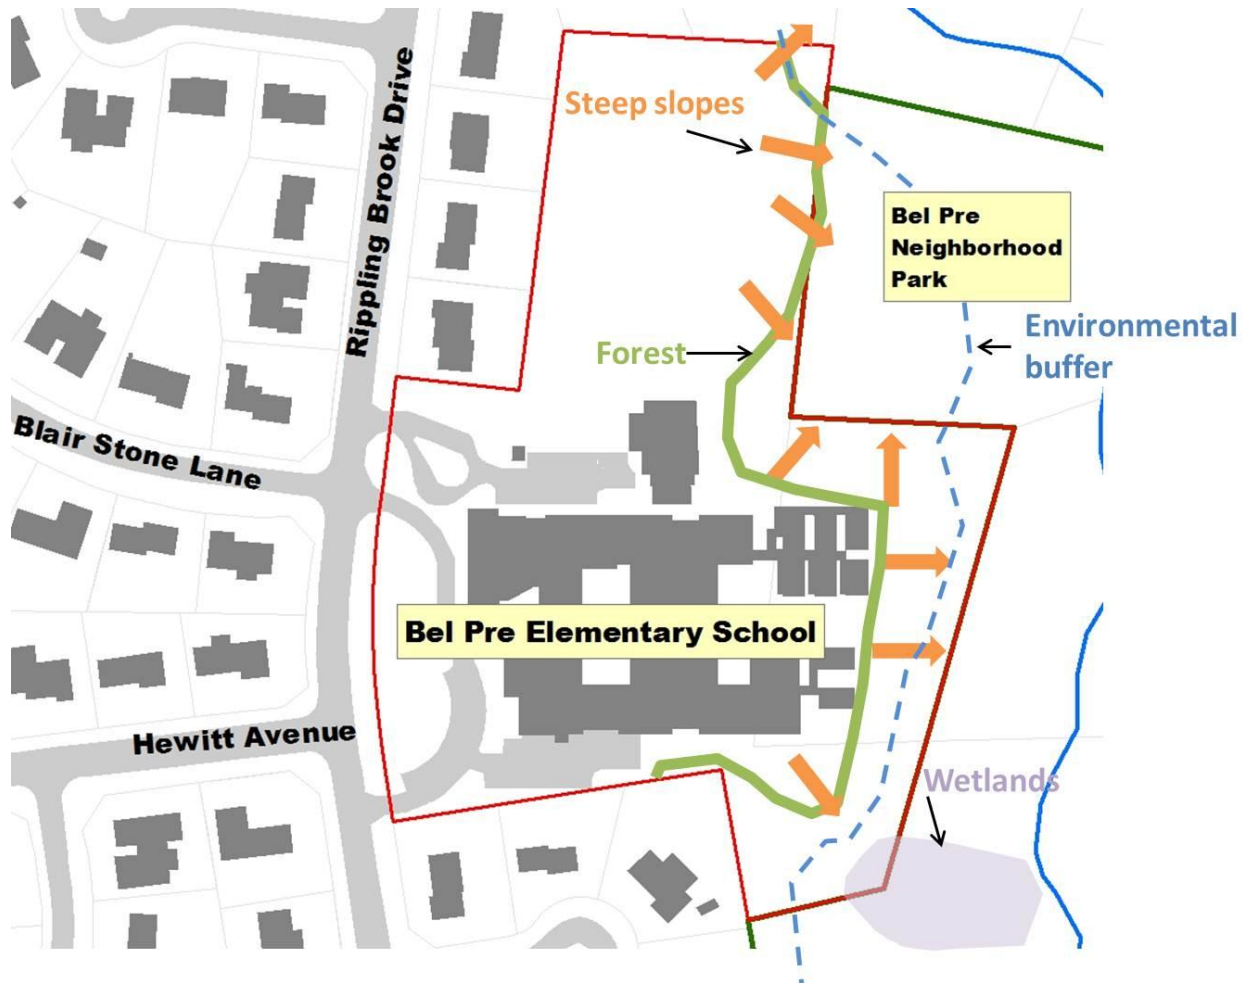 Rippling Brook Drive
Steep slopes
Bel Pre
Neighborhood
Park
Environmental
buffer
Forest
Blair Stone Lane
Bel Pre Elementary School
Hewitt Avenue
Wetlands